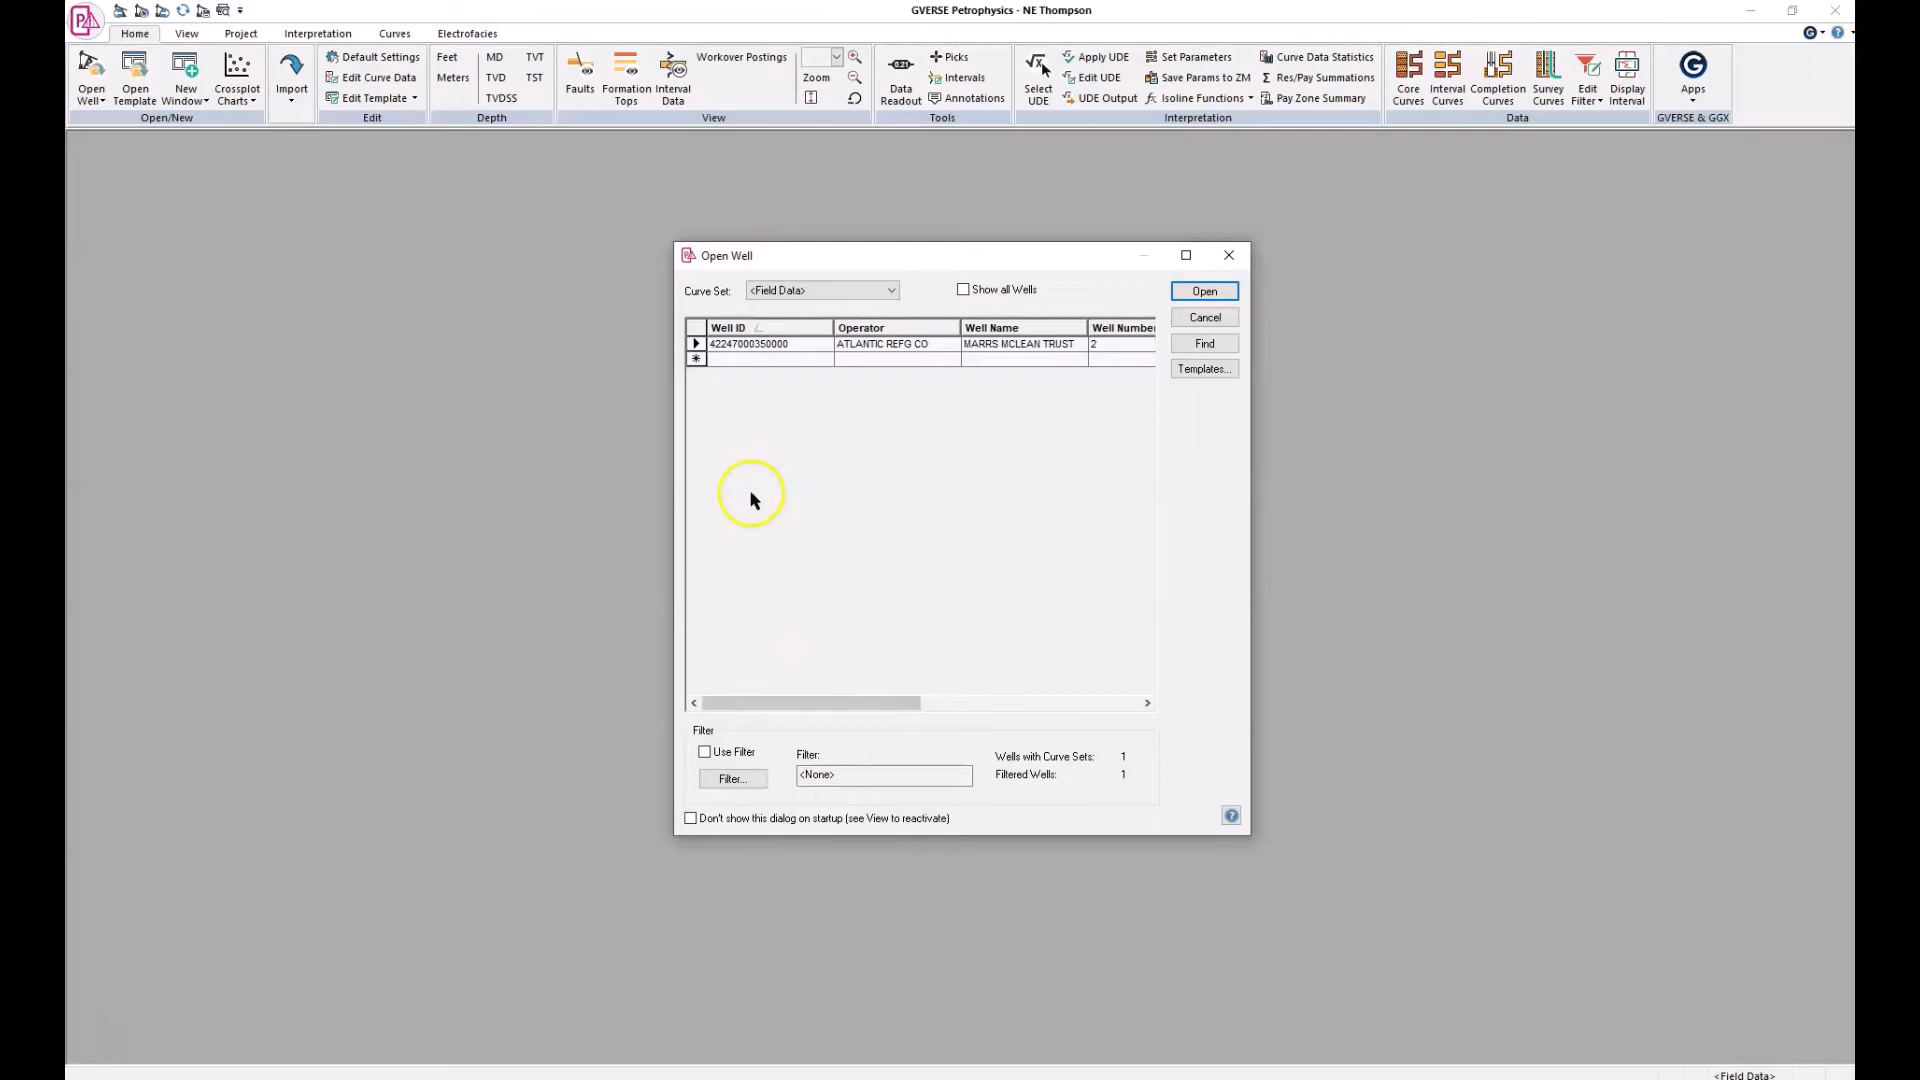 GVERSE Petrophysics - NE Thompson
Home View Project Interpretation Curves Electrofacies
Open Well
Open Template
New Window
Crossplot Charts
Open/New
Import
Default Settings
Edit Curve Data
Edit Template
Edit
Feet MD TVT
Meters TVD TST
TVDSS
Depth
Faults
Formation Tops
Interval Data
Workover Postings
Zoom
View
Data Readout
Picks
Intervals
Annotations
Tools
Select UDE
Apply UDE
Edit UDE
UDE Output
Set Parameters
Save Params to ZM
Isoline Functions
Curve Data Statistics
Res/Pay Summations
Pay Zone Summary
Interpretation
Core Curves
Interval Curves
Completion Curves
Survey Curves
Edit Filter
Display Interval
Data
Apps
GVERSE & GGX
Open Well
Curve Set: <Field Data> Show all Wells
Open
Cancel
Find
Templates...
Well ID Operator Well Name Well Number
42247000350000 ATLANTIC REFG CO MARRS MCLEAN TRUST 2
Filter
Use Filter
Filter...
Filter:
<None>
Wells with Curve Sets: 1
Filtered Wells: 1
Don't show this dialog on startup (see View to reactivate)
<Field Data>